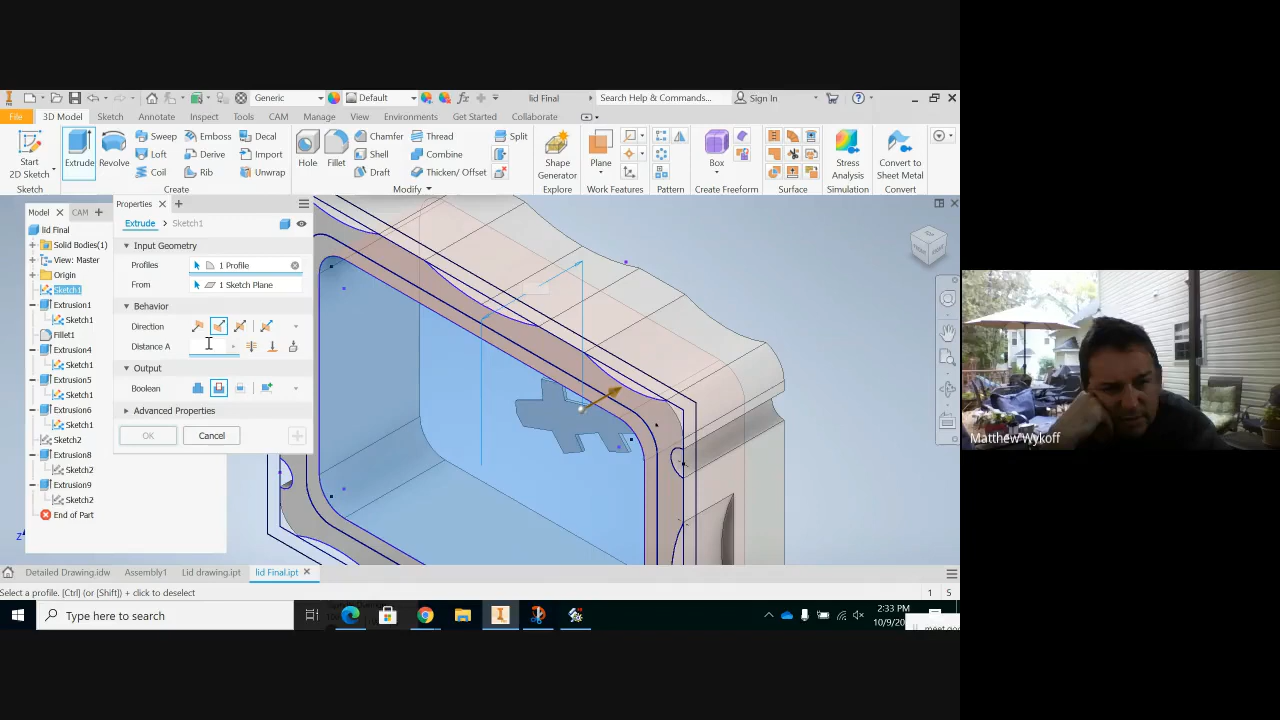 Generic
Default
lid Final
Search Help & Commands...
Sign In
File
3D Model
Sketch
Annotate
Inspect
Tools
Manage
View
Environments
Get Started
Collaborate
CAM
Start
2D Sketch
Extrude
Revolve
Sweep
Loft
Coil
Emboss
Derive
Rib
Decal
Import
Unwrap
Hole
Fillet
Chamfer
Shell
Draft
Thread
Combine
Thicken/ Offset
Split
Shape
Generator
Plane
Box
Stress
Analysis
Convert to
Sheet Metal
Sketch
Create
Modify
Explore
Work Features
Pattern
Create Freeform
Surface
Simulation
Convert
Model
CAM
lid Final
Solid Bodies(1)
View: Master
Origin
Sketch1
Extrusion1
Sketch1
Fillet1
Extrusion4
Sketch1
Extrusion5
Sketch1
Extrusion6
Sketch1
Sketch2
Extrusion8
Sketch2
Extrusion9
Sketch2
End of Part
Properties
Extrude
Sketch1
Input Geometry
Profiles
1 Profile
From
1 Sketch Plane
Behavior
Direction
Distance A
Output
Boolean
Advanced Properties
OK
Cancel
Z
TOP
Matthew Wykoff
Detailed Drawing.idw
Assembly1
Lid drawing.ipt
lid Final.ipt
Select a profile. [Ctrl] (or [Shift]) + click to deselect
1
5
Type here to search
2:33 PM
10/9/20